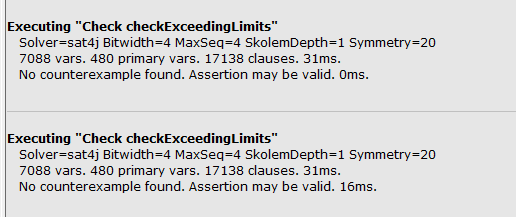 Executing "Check checkExceedingLimits"
Solver=sat4j Bitwidth=4 MaxSeq=4 SkolemDepth=1 Symmetry=20
7088 vars. 480 primary vars. 17138 clauses. 31ms.
No counterexample found. Assertion may be valid. 0ms.
Executing "Check checkExceedingLimits"
Solver=sat4j Bitwidth=4 MaxSeq=4 SkolemDepth=1 Symmetry=20
7088 vars. 480 primary vars. 17138 clauses. 31ms.
No counterexample found. Assertion may be valid. 16ms.